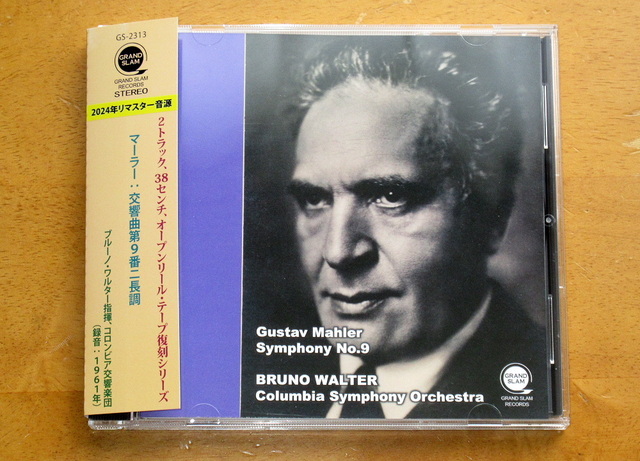 GS-2313
GRAND
SLAM
GRAND SLAM
RECORDS
STEREO
2024年リマスター音源
2トラック、38センチ、オープンリール・テープ復刻シリーズ
マーラー：交響曲第9番ニ長調
ブルーノ・ワルター指揮、コロンビア交響楽団
（録音：1961年）
Gustav Mahler
Symphony No.9
BRUNO WALTER
Columbia Symphony Orchestra
GRAND
SLAM
GRAND SLAM
RECORDS